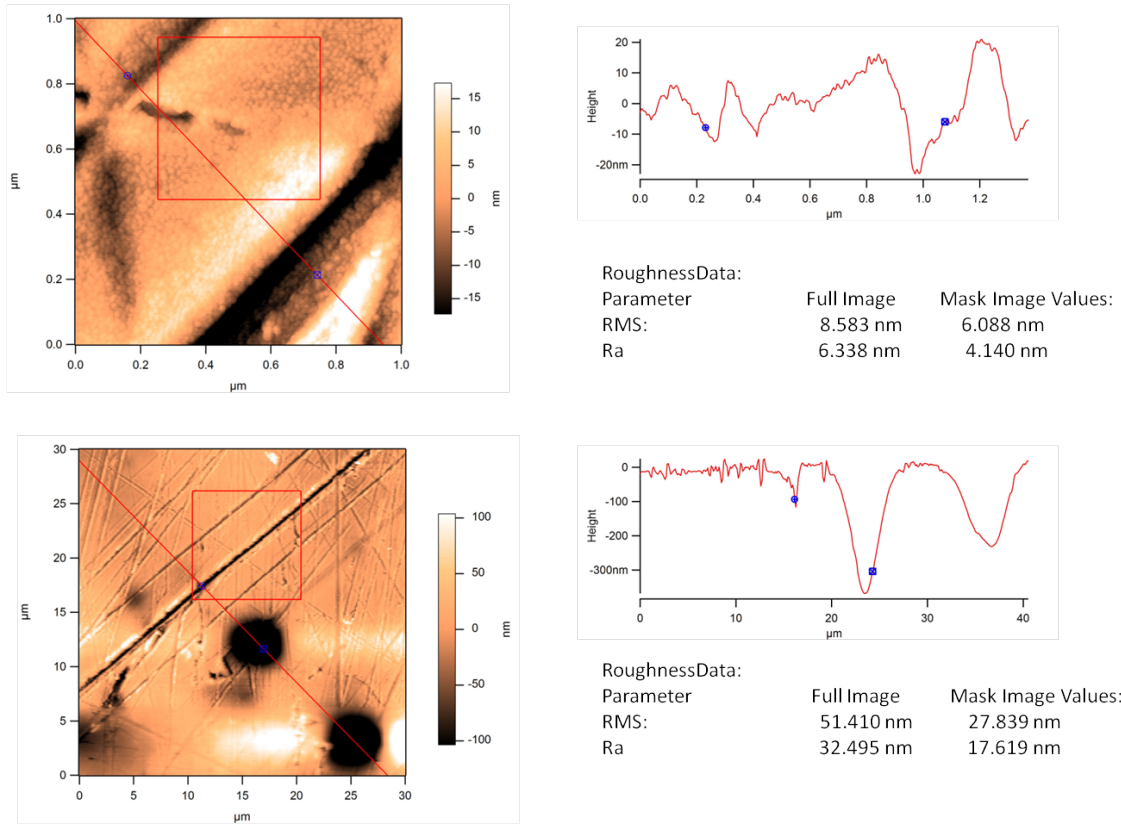 1.0
0.8
0.6
0.4
0.2
0.0
µm
0.0 0.2 0.4 0.6 0.8 1.0
µm
15
10
5
0
-5
-10
-15
nm
20
10
0
-10
-20nm
Height
0.0 0.2 0.4 0.6 0.8 1.0 1.2
µm
RoughnessData:
Parameter Full Image Mask Image Values:
RMS: 8.583 nm 6.088 nm
Ra 6.338 nm 4.140 nm
30
25
20
15
10
5
0
µm
0 5 10 15 20 25 30
µm
100
50
0
-50
-100
nm
0
-100
-200
-300nm
Height
0 10 20 30 40
µm
RoughnessData:
Parameter Full Image Mask Image Values:
RMS: 51.410 nm 27.839 nm
Ra 32.495 nm 17.619 nm